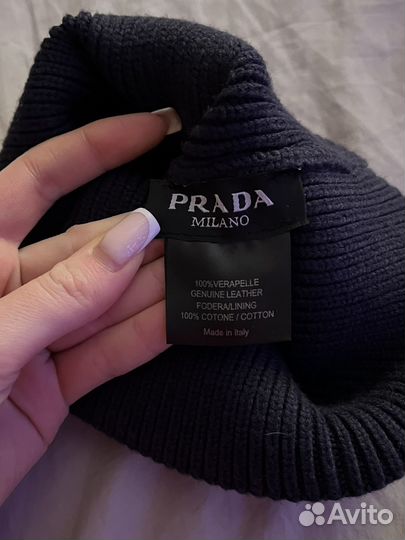 PRADA
MILANO
100%VERAPELLE
GENUINE LEATHER
FODERA/LINING
100% COTONE / COTTON
Made in Italy
Avito